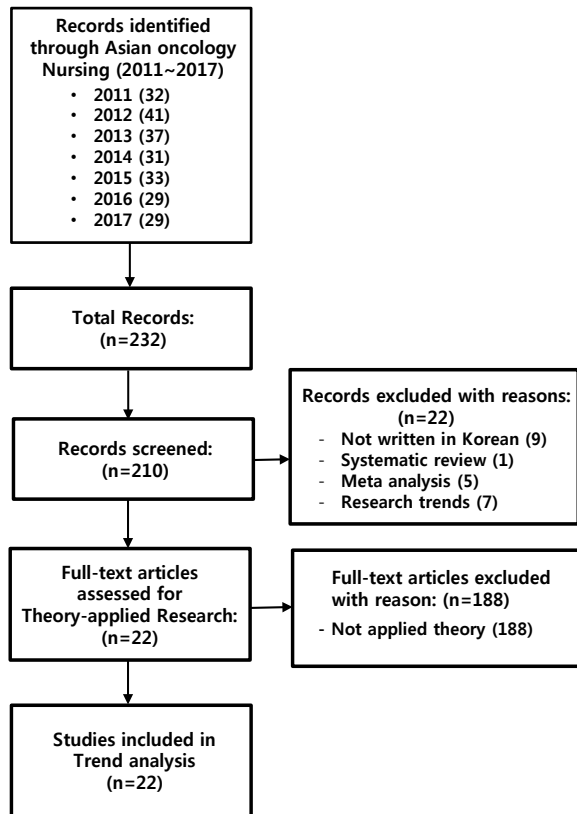 Records identified
through Asian oncology
Nursing (2011~2017)
• 2011 (32)
• 2012 (41)
• 2013 (37)
• 2014 (31)
• 2015 (33)
• 2016 (29)
• 2017 (29)
Total Records:
(n=232)
Records excluded with reasons:
(n=22)
- Not written in Korean (9)
- Systematic review (1)
- Meta analysis (5)
- Research trends (7)
Records screened:
(n=210)
Full-text articles
assessed for
Theory-applied Research:
(n=22)
Full-text articles excluded
with reason: (n=188)
- Not applied theory (188)
Studies included in
Trend analysis
(n=22)